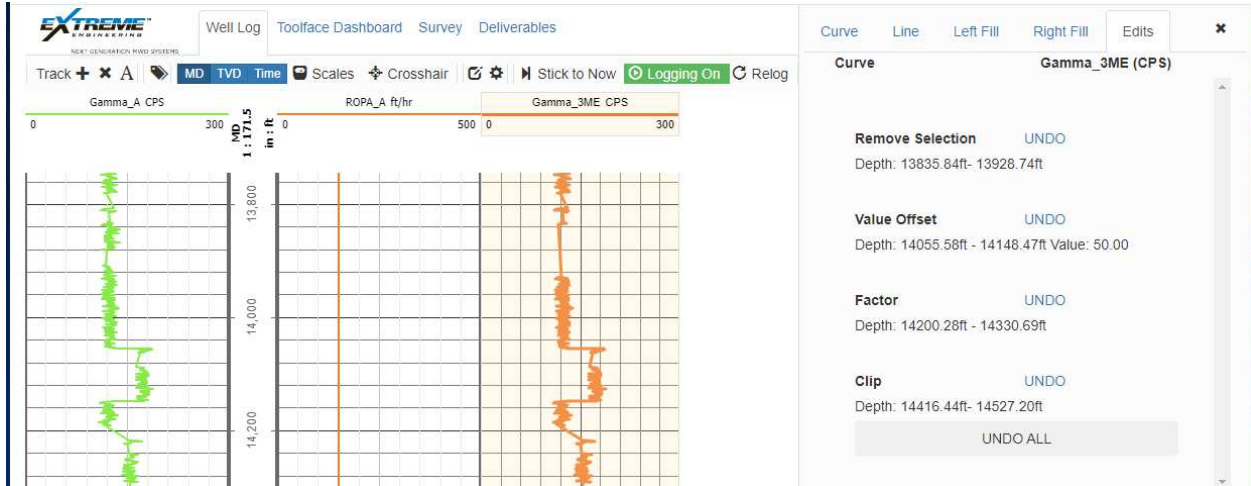 EXTREME™
ENGINEERING
NEXT GENERATION MWD SYSTEMS
Well Log Toolface Dashboard Survey Deliverables
Track A MD TVD Time Scales Crosshair Stick to Now Logging On Relog
Gamma_A CPS
0 300
MD
1 : 171.5
in : ft
ROPA_A ft/hr
0 500
Gamma_3ME CPS
0 300
13,800
14,000
14,200
Curve Line Left Fill Right Fill Edits
Curve Gamma_3ME (CPS)
Remove Selection UNDO
Depth: 13835.84ft- 13928.74ft
Value Offset UNDO
Depth: 14055.58ft - 14148.47ft Value: 50.00
Factor UNDO
Depth: 14200.28ft - 14330.69ft
Clip UNDO
Depth: 14416.44ft- 14527.20ft
UNDO ALL